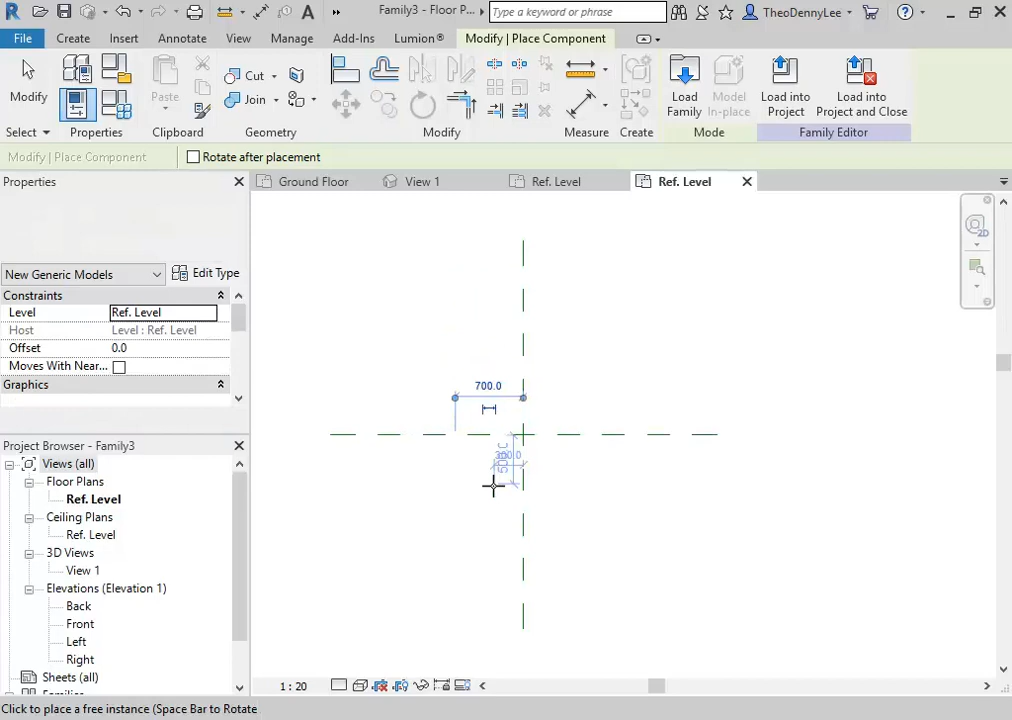 Family3 - Floor P...
Type a keyword or phrase
TheoDennyLee
File
Create
Insert
Annotate
View
Manage
Add-Ins
Lumion®
Modify | Place Component
Modify
Paste
Cut
Join
Load
Family
Model
In-place
Load into
Project
Load into
Project and Close
Select
Properties
Clipboard
Geometry
Modify
Measure
Create
Mode
Family Editor
Modify | Place Component
Rotate after placement
Properties
Ground Floor
View 1
Ref. Level
Ref. Level
New Generic Models
Edit Type
Constraints
Level
Ref. Level
Host
Level : Ref. Level
Offset
0.0
Moves With Near...
Graphics
700.0
Project Browser - Family3
Views (all)
Floor Plans
Ref. Level
Ceiling Plans
Ref. Level
3D Views
View 1
Elevations (Elevation 1)
Back
Front
Left
Right
Sheets (all)
1 : 20
Click to place a free instance (Space Bar to Rotate